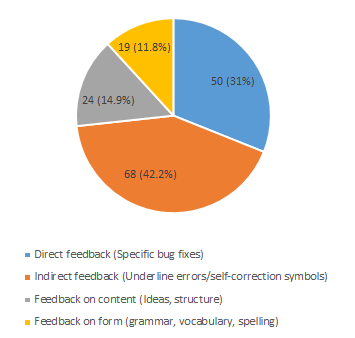 19 (11.8%)
50 (31%)
24 (14.9%)
68 (42.2%)
Direct feedback (Specific bug fixes)
Indirect feedback (Underline errors/self-correction symbols)
Feedback on content (Ideas, structure)
Feedback on form (grammar, vocabulary, spelling)